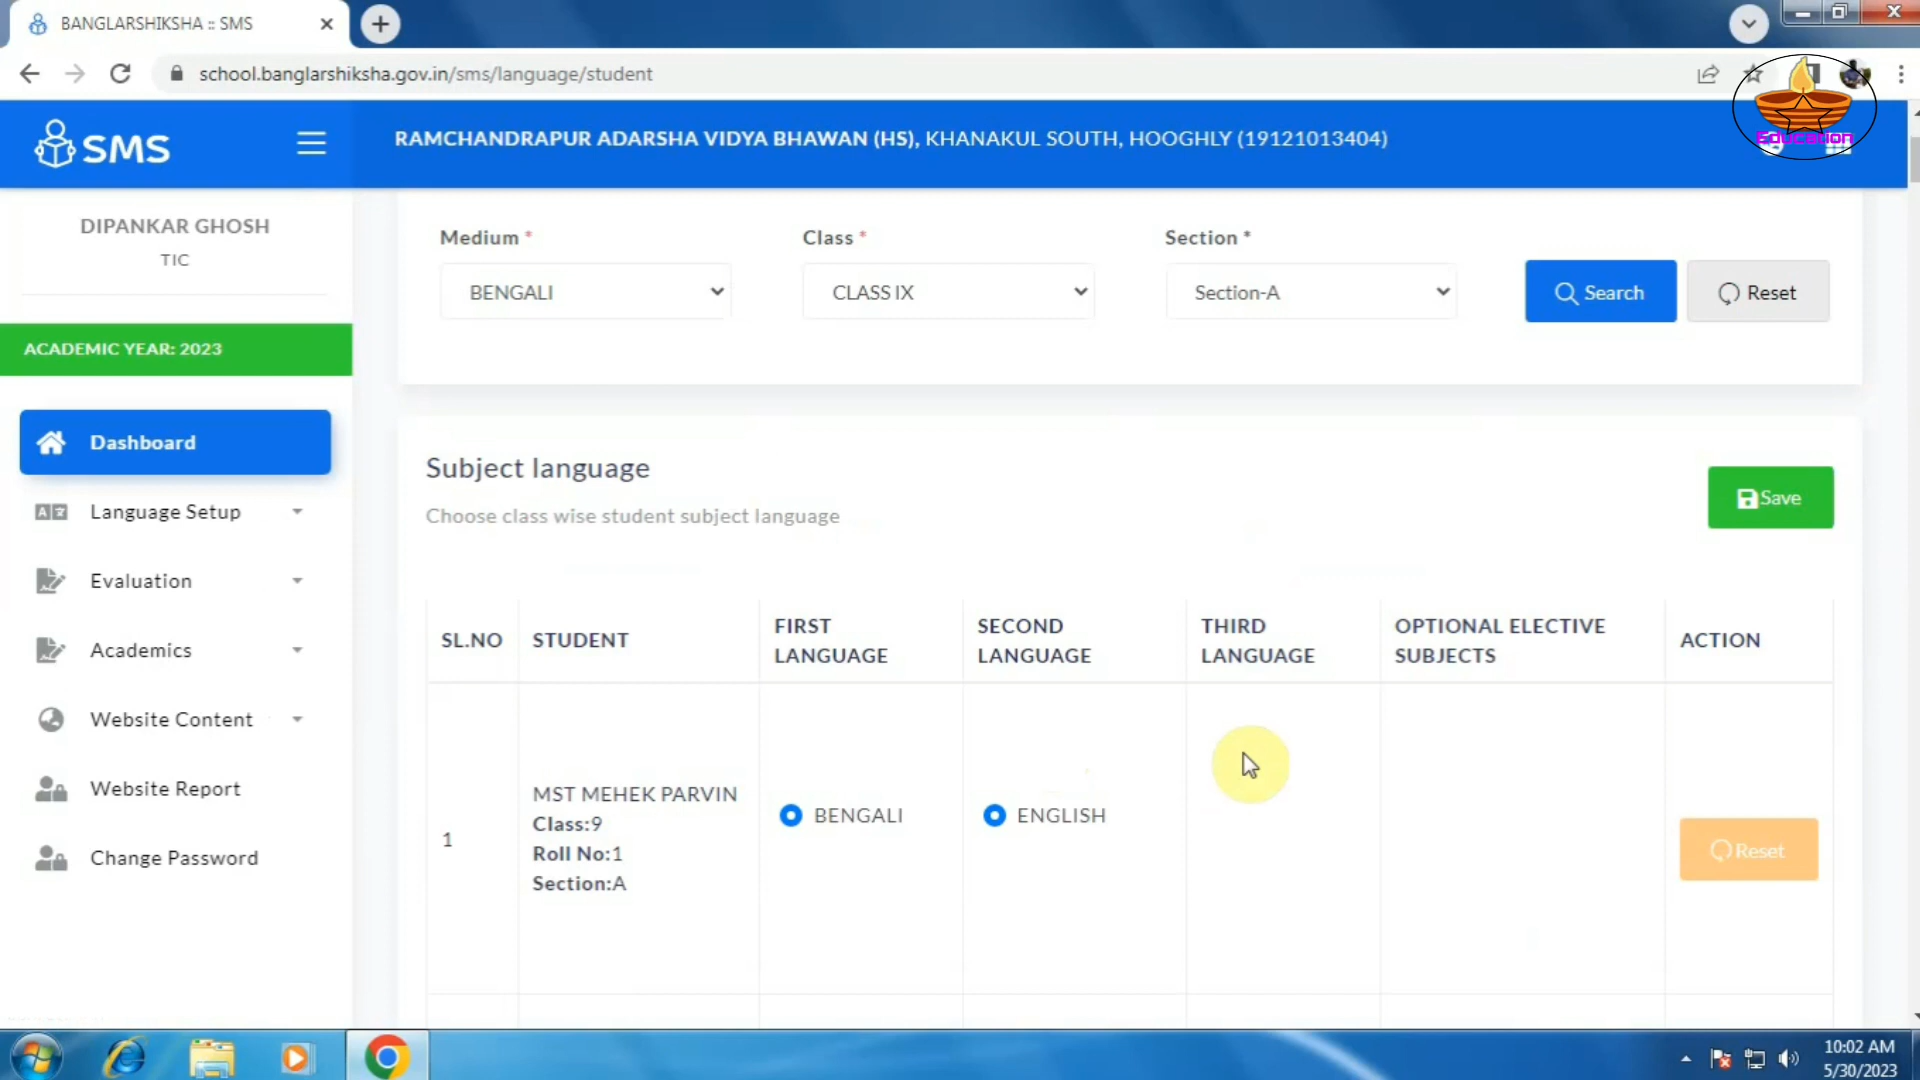 BANGLARSHIKSHA :: SMS
school.banglarshiksha.gov.in/sms/language/student
SMS
RAMCHANDRAPUR ADARSHA VIDYA BHAWAN (HS), KHANAKUL SOUTH, HOOGHLY (19121013404)
Education
DIPANKAR GHOSH
TIC
ACADEMIC YEAR: 2023
Dashboard
Language Setup
Evaluation
Academics
Website Content
Website Report
Change Password
Medium *
Class *
Section *
BENGALI
CLASS IX
Section-A
Search
Reset
Subject language
Choose class wise student subject language
Save
SL.NO
STUDENT
FIRST
LANGUAGE
SECOND
LANGUAGE
THIRD
LANGUAGE
OPTIONAL ELECTIVE
SUBJECTS
ACTION
1
MST MEHEK PARVIN
Class:9
Roll No:1
Section:A
BENGALI
ENGLISH
Reset
10:02 AM
5/30/2023